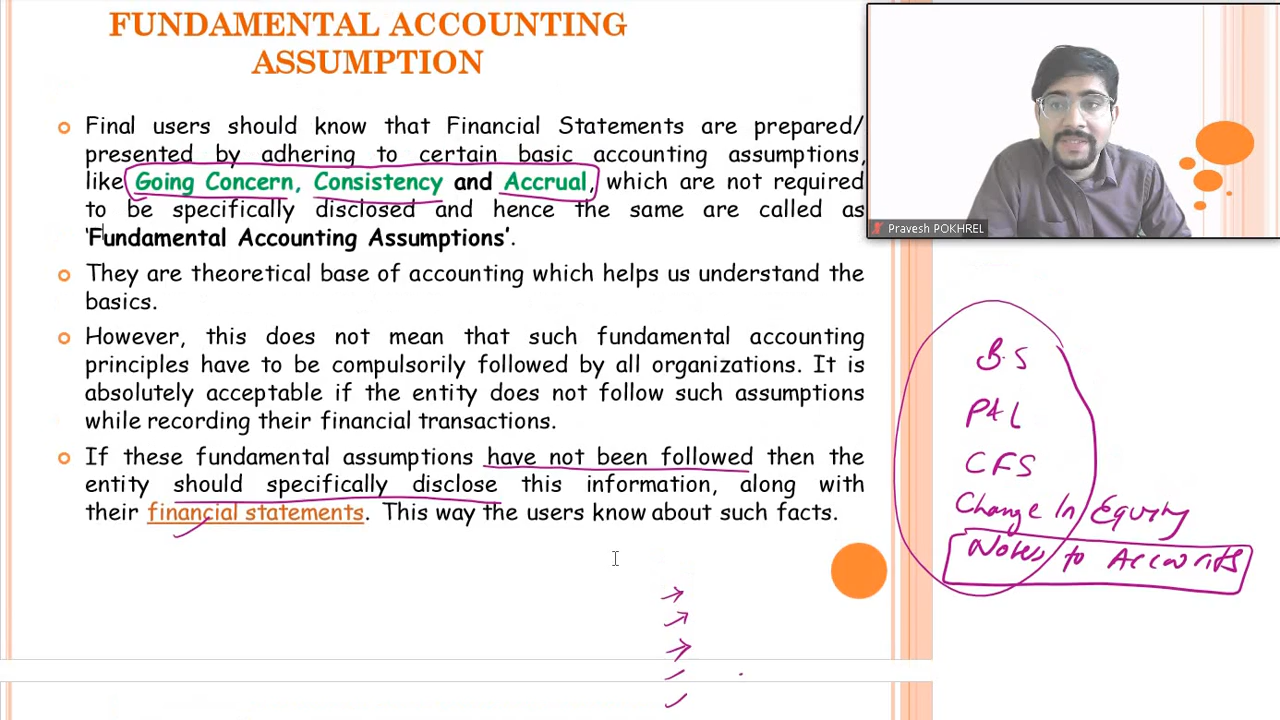 FUNDAMENTAL ACCOUNTING
ASSUMPTION
Final users should know that Financial Statements are prepared/
presented by adhering to certain basic accounting assumptions,
like Going Concern, Consistency and Accrual, which are not required
to be specifically disclosed and hence the same are called as
'Fundamental Accounting Assumptions'.
They are theoretical base of accounting which helps us understand the
basics.
However, this does not mean that such fundamental accounting
principles have to be compulsorily followed by all organizations. It is
absolutely acceptable if the entity does not follow such assumptions
while recording their financial transactions.
If these fundamental assumptions have not been followed then the
entity should specifically disclose this information, along with
their financial statements. This way the users know about such facts.
Pravesh POKHREL
B.S
P&L
CFS
Change In Equity
Notes to Accounts